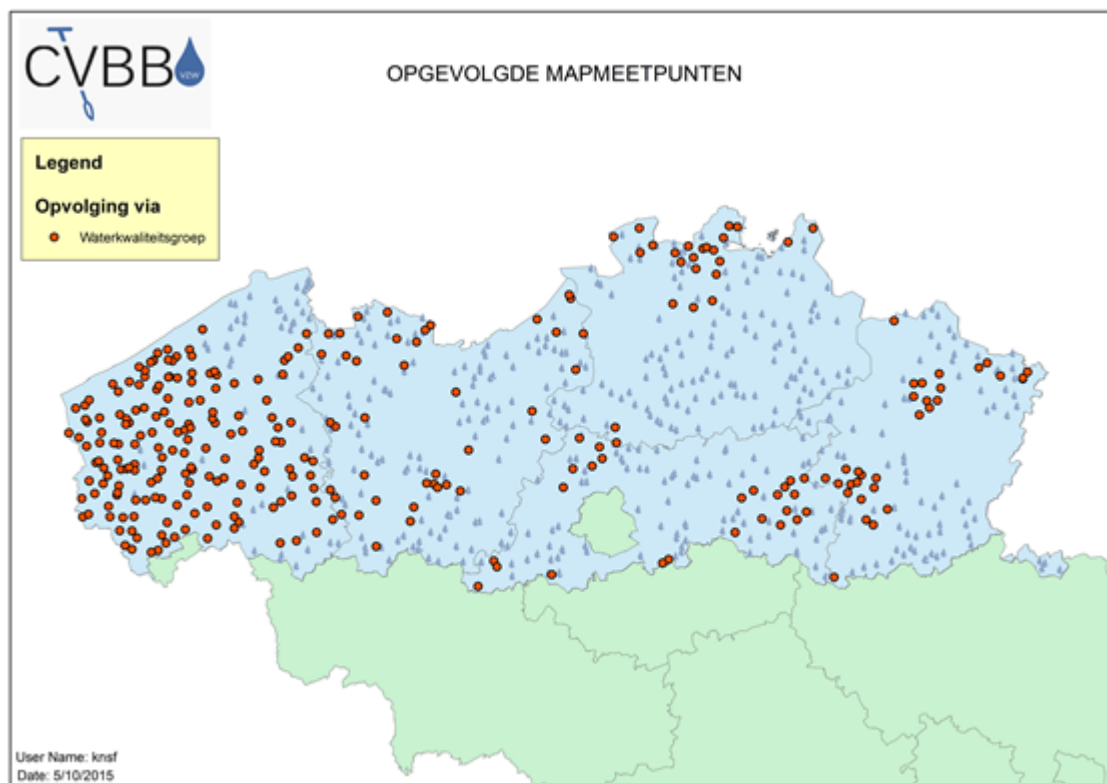 CVBB
VZW
OPGEVOLGDE MAPMEETPUNTEN
Legend
Opvolging via
Waterkwaliteitsgroep
User Name: knsf
Date: 5/10/2015